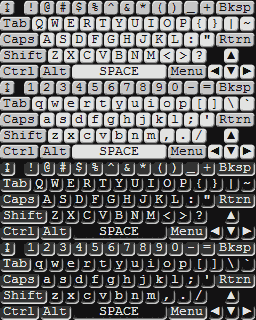 ↕ ! @ # $ % ^ & * ( ) _ + Bksp
Tab Q W E R T Y U I O P { } | ~
Caps A S D F G H J K L : " Rtrn
Shift Z X C V B N M < > ? ▲
Ctrl Alt SPACE Menu ◀ ▼ ▶
↕ 1 2 3 4 5 6 7 8 9 0 - = Bksp
Tab q w e r t y u i o p [ ] \ `
Caps a s d f g h j k l ; ' Rtrn
Shift z x c v b n m , . / ▲
Ctrl Alt SPACE Menu ◀ ▼ ▶
↕ ! @ # $ % ^ & * ( ) _ + Bksp
Tab Q W E R T Y U I O P { } | ~
Caps A S D F G H J K L : " Rtrn
Shift Z X C V B N M < > ? ▲
Ctrl Alt SPACE Menu ◀ ▼ ▶
↕ 1 2 3 4 5 6 7 8 9 0 - = Bksp
Tab q w e r t y u i o p [ ] \ `
Caps a s d f g h j k l ; ' Rtrn
Shift z x c v b n m , . / ▲
Ctrl Alt SPACE Menu ◀ ▼ ▶